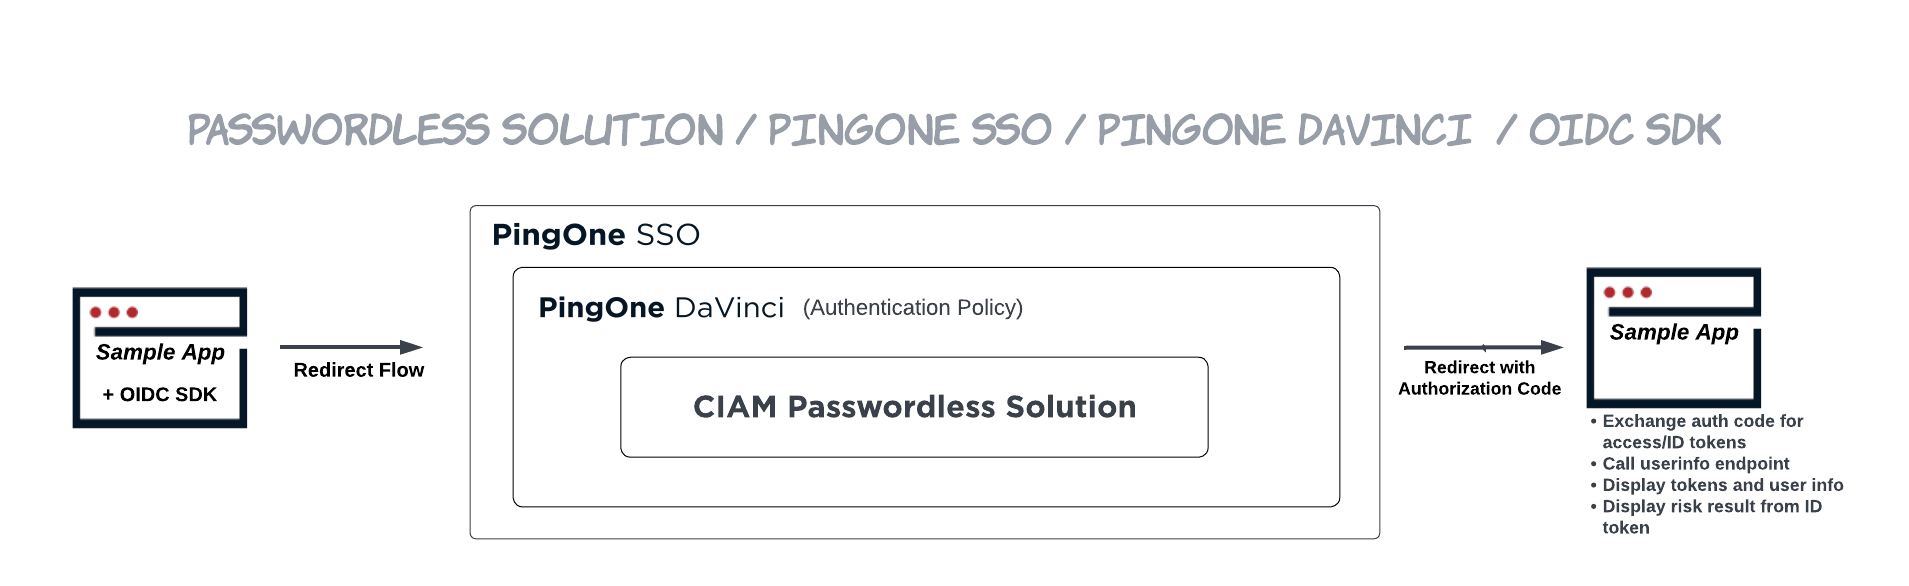 PASSWORDLESS SOLUTION / PINGONE SSO / PINGONE DAVINCI / OIDC SDK
PingOne SSO
PingOne DaVinci (Authentication Policy)
CIAM Passwordless Solution
Sample App
+ OIDC SDK
Redirect Flow
Redirect with
Authorization Code
Sample App
• Exchange auth code for
access/ID tokens
• Call userinfo endpoint
• Display tokens and user info
• Display risk result from ID
token